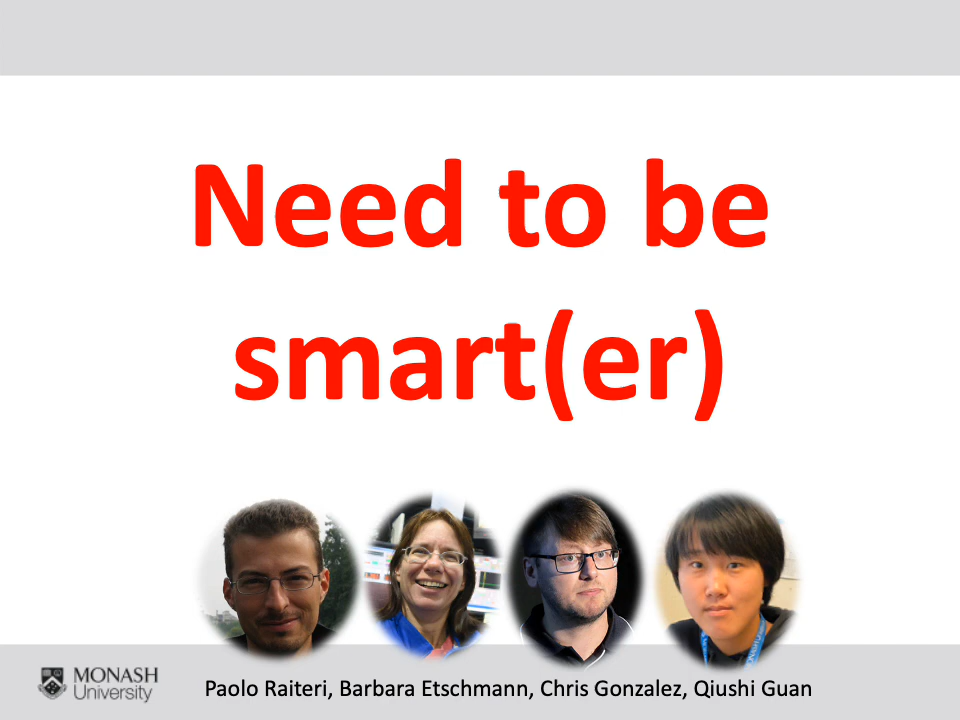 Need to be
smart(er)
MONASH
University
Paolo Raiteri, Barbara Etschmann, Chris Gonzalez, Qiushi Guan